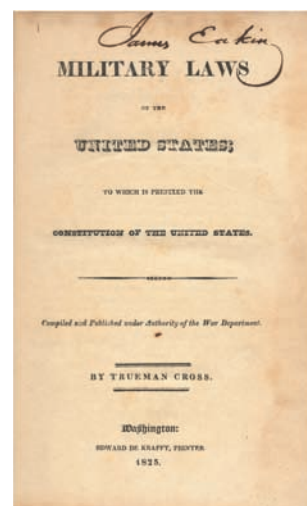 James Eakin
MILITARY LAWS
OF THE
UNITED STATES;
TO WHICH IS PREFIXED THE
CONSTITUTION OF THE UNITED STATES.
Compiled and Published under Authority of the War Department.
BY TRUEMAN CROSS.
Washington:
EDWARD DE KRAFFT, PRINTER
1825.